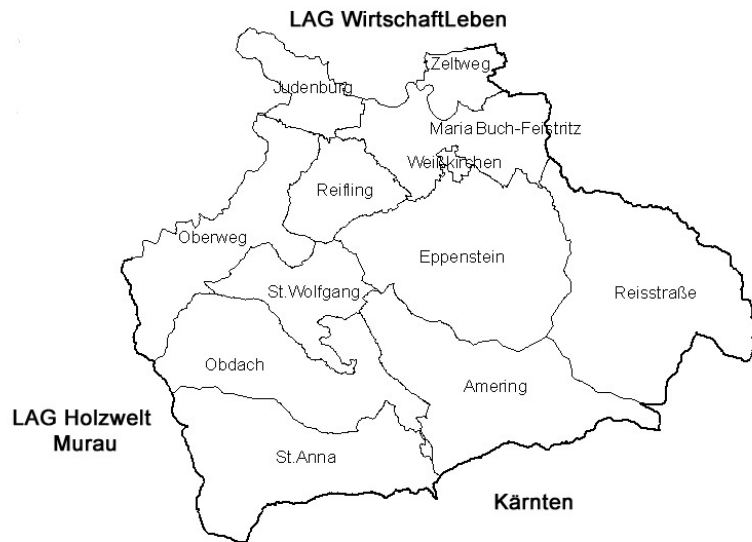 LAG WirtschaftLeben
Zeltweg
Judenburg
Maria Buch-Feistritz
Weißkirchen
Reifling
Oberweg
Eppenstein
St.Wolfgang
Reisstraße
Obdach
Amering
LAG Holzwelt
Murau
St.Anna
Kärnten